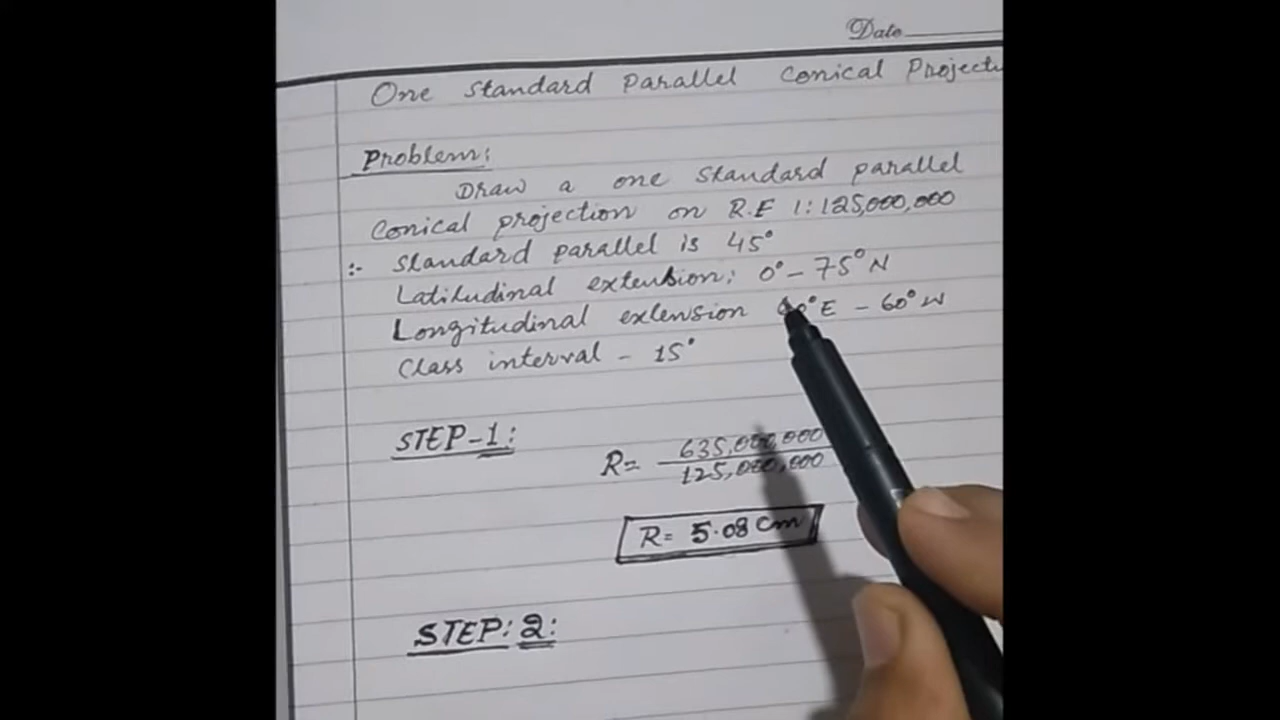 Date
One Standard Parallel Conical Projecti
Problem:
Draw a one Standard parallel
Conical projection on R.F 1:125,000,000
:- Standard parallel is 45°
Latitudinal extension: 0° – 75° N
Longitudinal extension 0°E – 60° W
Class interval – 15°
STEP-1:
R= 635,000,000
125,000,000
R= 5.08 Cm
STEP: 2: